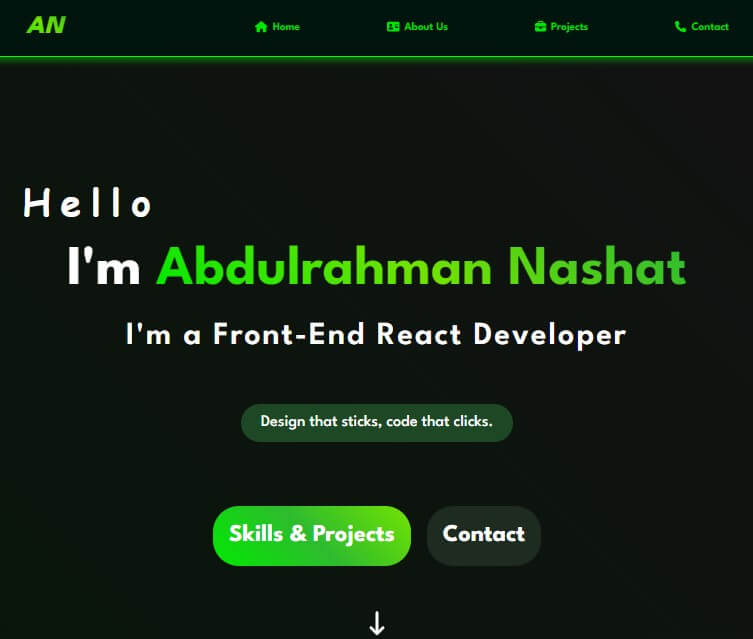 AN Home About Us Projects Contact
Hello
I'm Abdulrahman Nashat
I'm a Front-End React Developer
Design that sticks, code that clicks.
Skills & Projects Contact